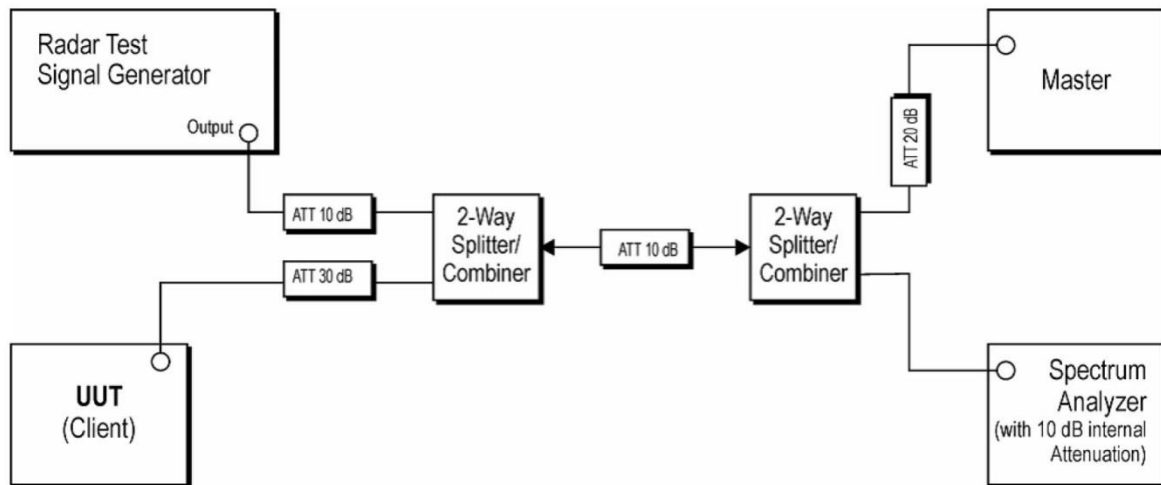 Radar Test
Signal Generator
Output
Master
ATT 20 dB
ATT 10 dB
2-Way
Splitter/
Combiner
ATT 10 dB
2-Way
Splitter/
Combiner
ATT 30 dB
UUT
(Client)
Spectrum
Analyzer
(with 10 dB internal
Attenuation)